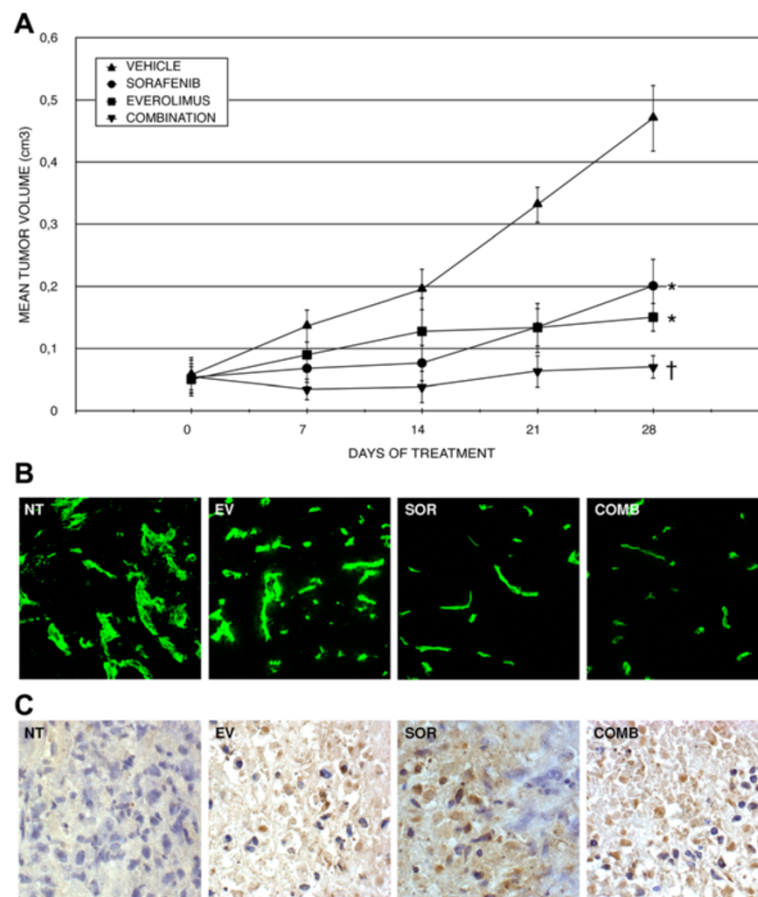 A
0,6
0,5
0,4
0,3
0,2
0,1
0
MEAN TUMOR VOLUME (cm3)
VEHICLE
SORAFENIB
EVEROLIMUS
COMBINATION
*
*
†
0 7 14 21 28
DAYS OF TREATMENT
B
NT EV SOR COMB
C
NT EV SOR COMB